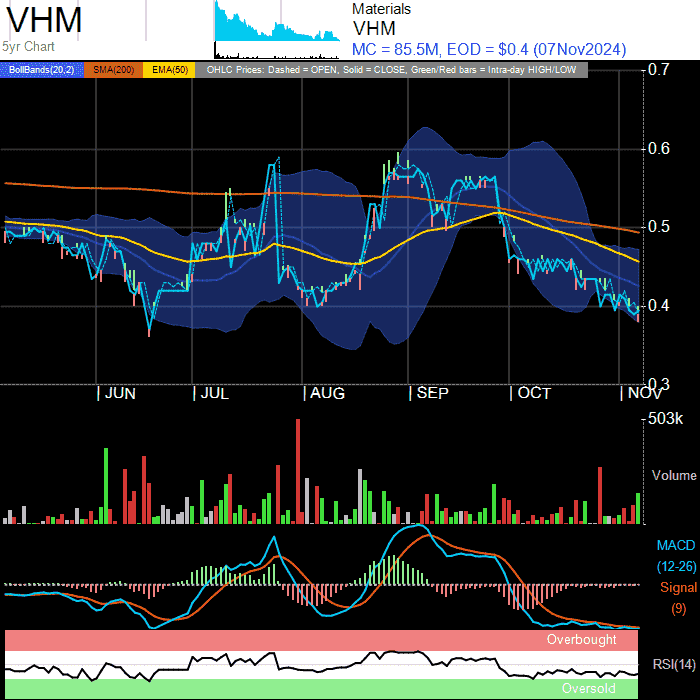 VHM
5yr Chart
Materials
VHM
MC = 85.5M, EOD = $0.4 (07Nov2024)
BollBands(20,2) SMA(200) EMA(50) OHLC Prices: Dashed = OPEN, Solid = CLOSE, Green/Red bars = Intra-day HIGH/LOW
0.7
0.6
0.5
0.4
0.3
| JUN | JUL | AUG | SEP | OCT | NOV
503k
Volume
MACD
(12-26)
Signal
(9)
Overbought
RSI(14)
Oversold